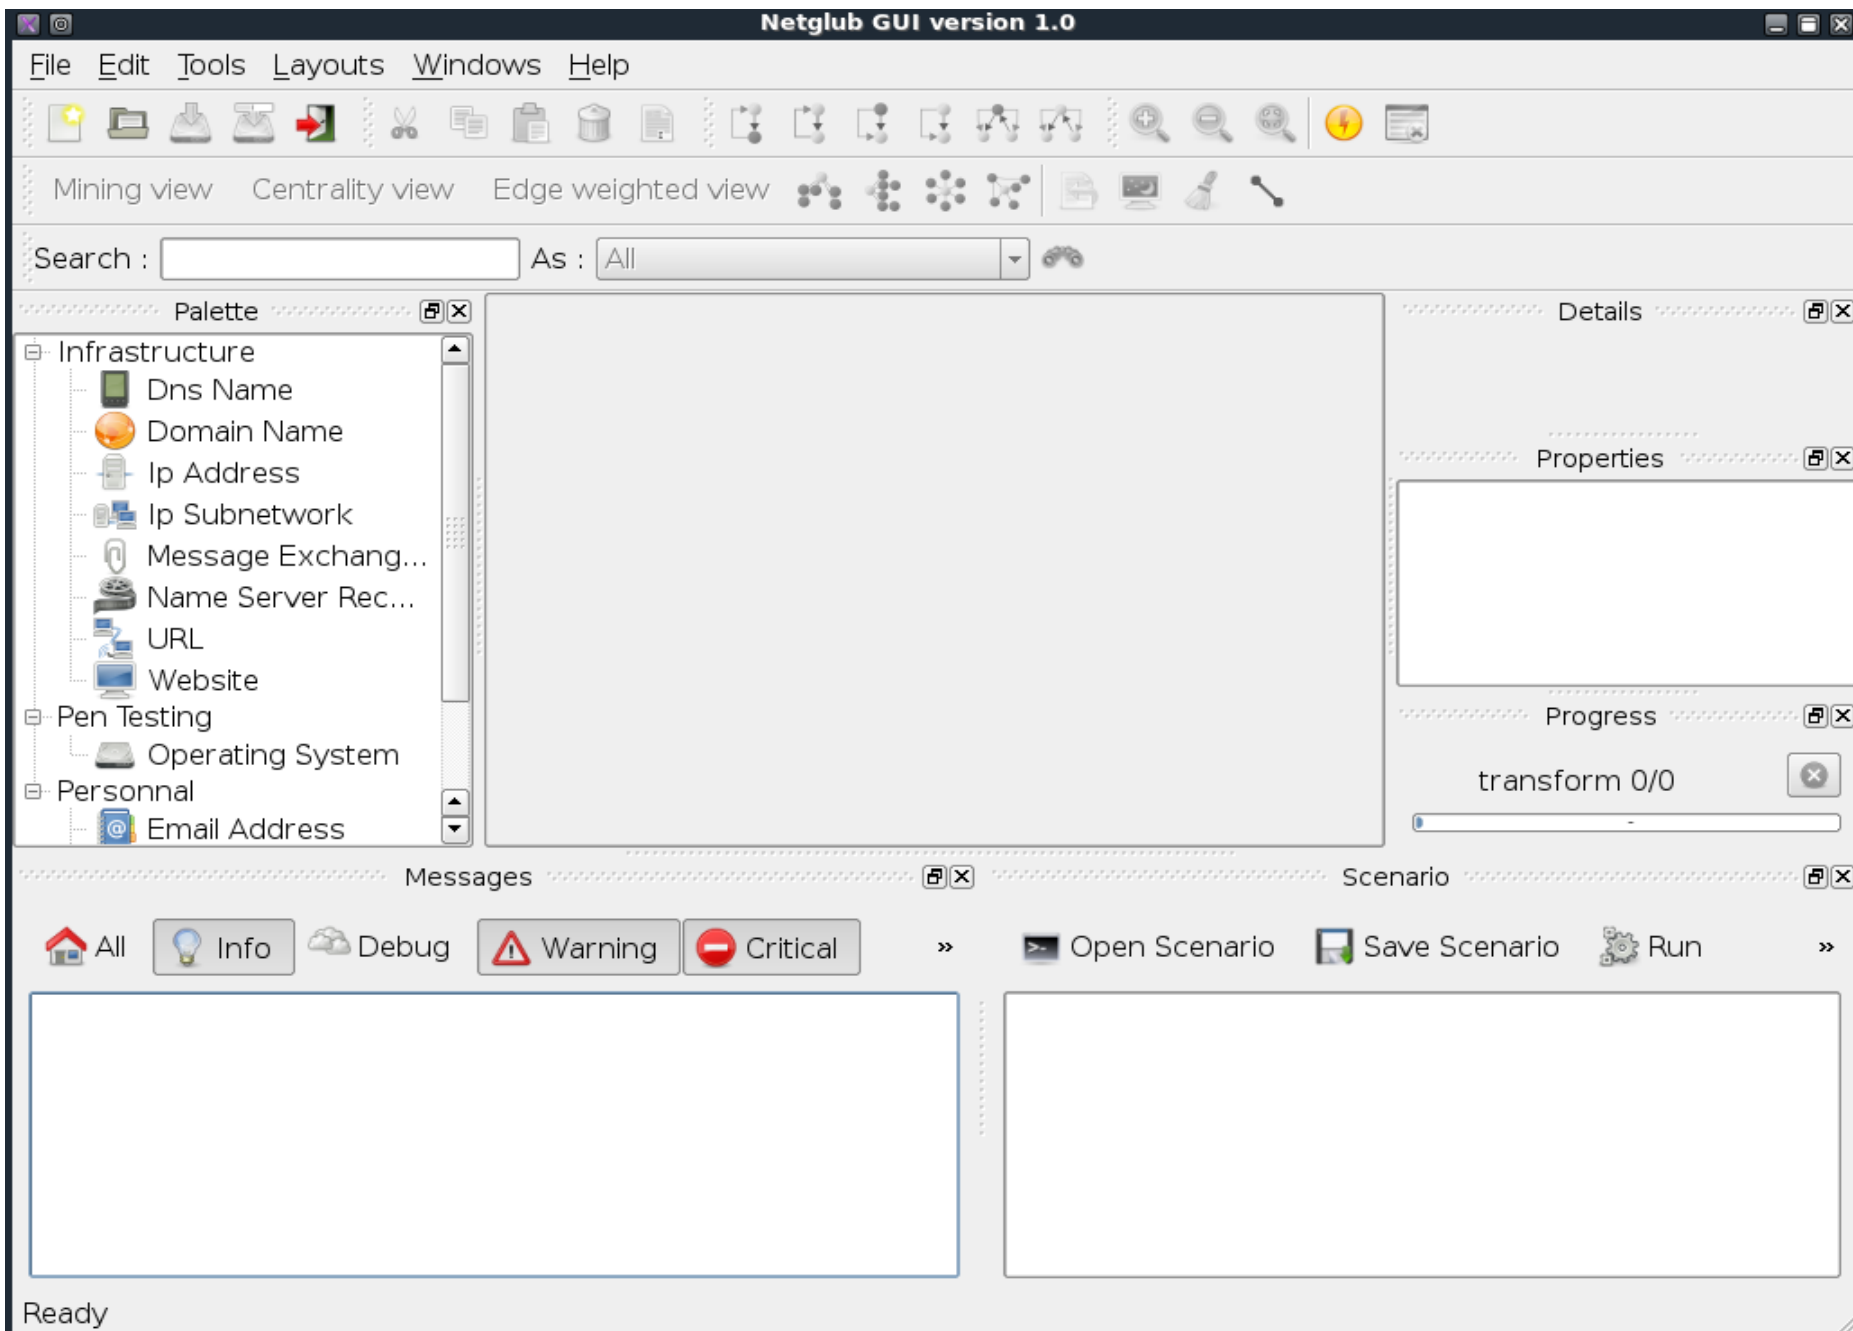 Netglub GUI version 1.0
File Edit Tools Layouts Windows Help
Mining view Centrality view Edge weighted view
Search : As : All
Palette
Infrastructure
Dns Name
Domain Name
Ip Address
Ip Subnetwork
Message Exchang...
Name Server Rec...
URL
Website
Pen Testing
Operating System
Personnal
Email Address
Details
Properties
Progress
transform 0/0
-
Messages
All Info Debug Warning Critical »
Scenario
Open Scenario Save Scenario Run »
Ready